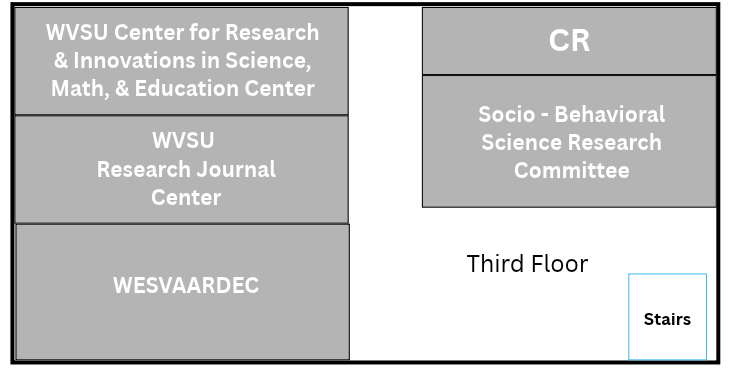 WVSU Center for Research
& Innovations in Science,
Math, & Education Center
WVSU
Research Journal
Center
WESVAARDEC
CR
Socio - Behavioral
Science Research
Committee
Third Floor
Stairs